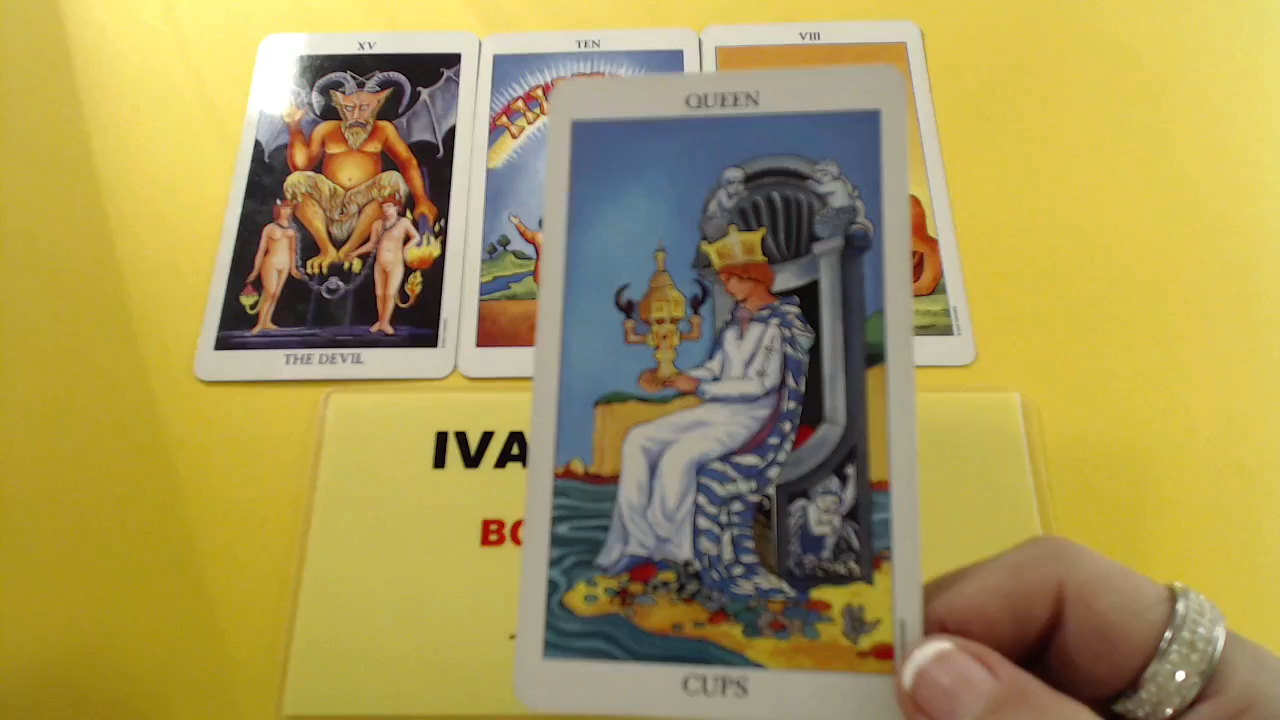 XV
TEN
VIII
QUEEN
THE DEVIL
IVA
BO
CUPS